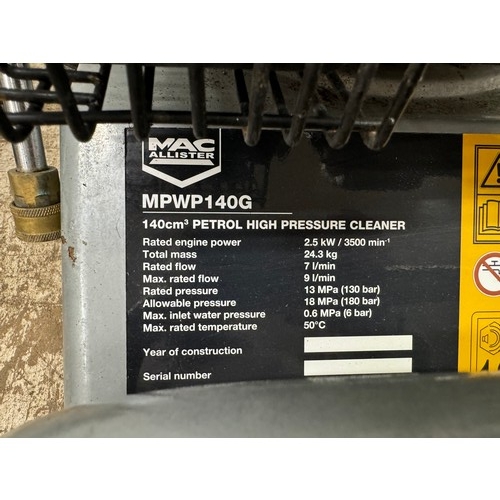 MAC
ALLISTER
MPWP140G
140cm³ PETROL HIGH PRESSURE CLEANER
Rated engine power 2.5 kW / 3500 min⁻¹
Total mass 24.3 kg
Rated flow 7 l/min
Max. rated flow 9 l/min
Rated pressure 13 MPa (130 bar)
Allowable pressure 18 MPa (180 bar)
Max. inlet water pressure 0.6 MPa (6 bar)
Max. rated temperature 50°C
Year of construction
Serial number